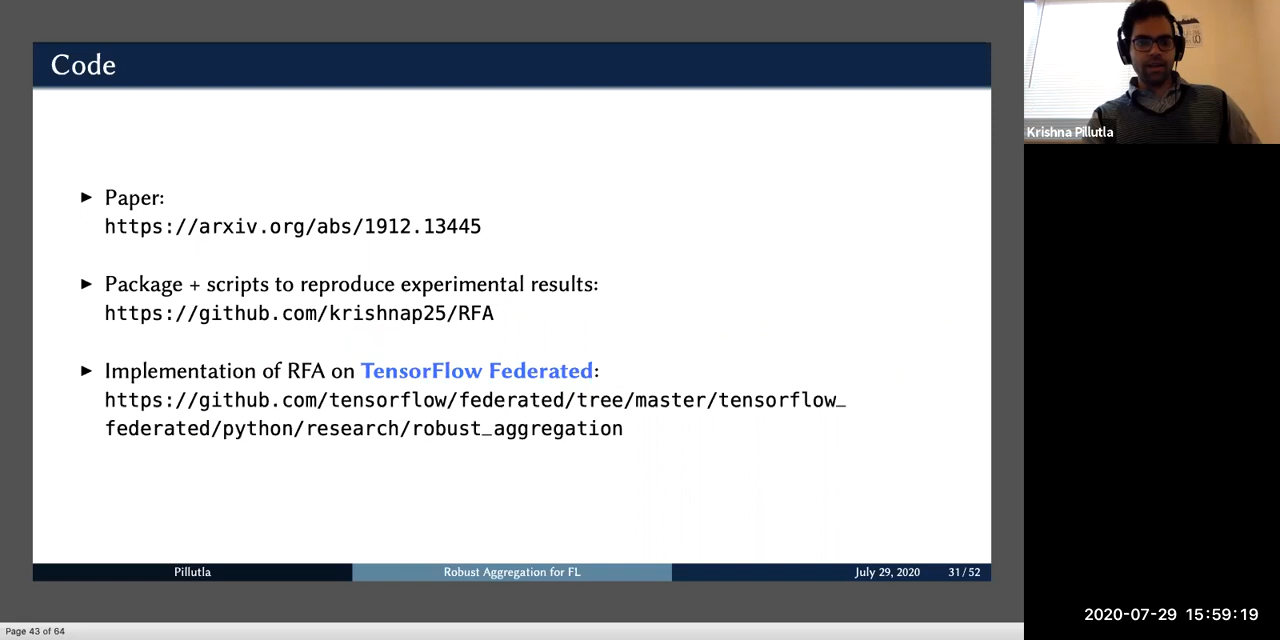 Code
► Paper:
https://arxiv.org/abs/1912.13445
► Package + scripts to reproduce experimental results:
https://github.com/krishnap25/RFA
► Implementation of RFA on TensorFlow Federated:
https://github.com/tensorflow/federated/tree/master/tensorflow_
federated/python/research/robust_aggregation
Pillutla
Robust Aggregation for FL
July 29, 2020
31/52
Page 43 of 64
Krishna Pillutla
2020-07-29 15:59:19